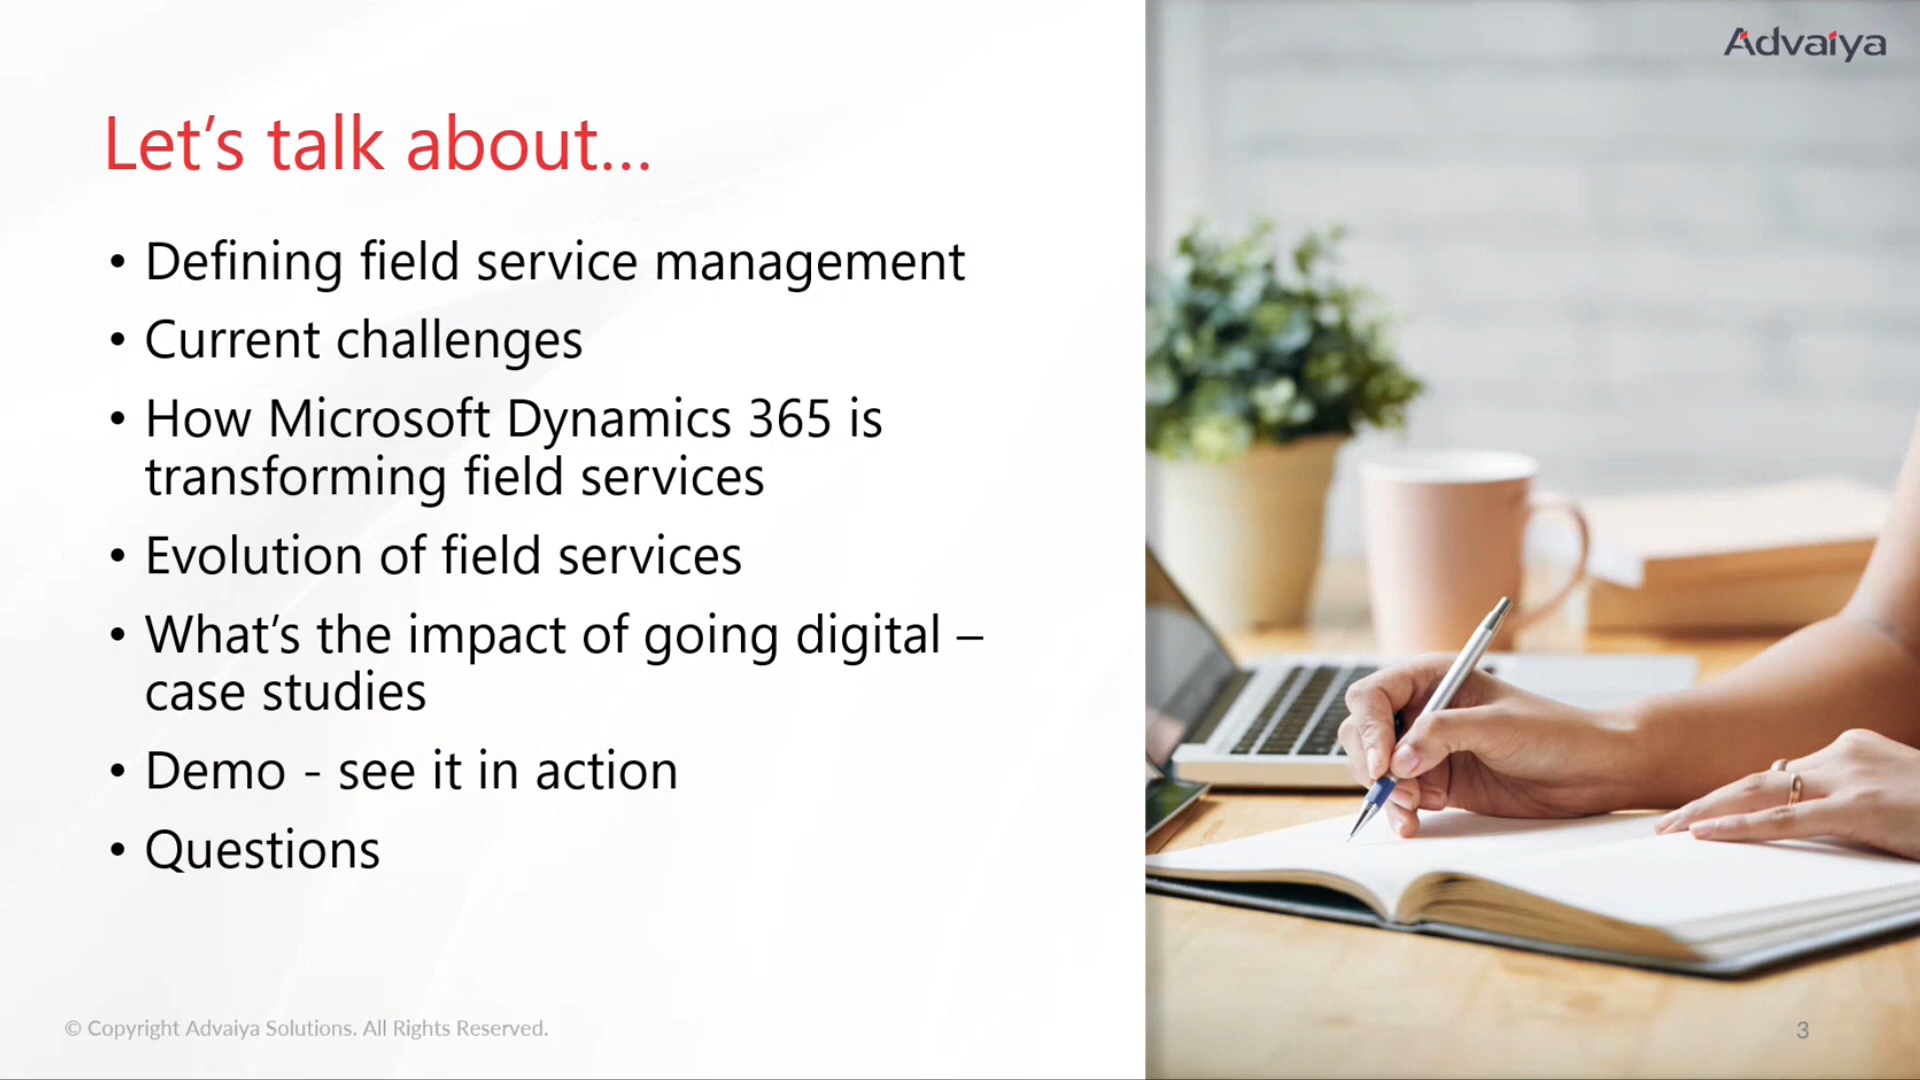 Advaiya
Let’s talk about...
• Defining field service management
• Current challenges
• How Microsoft Dynamics 365 is
transforming field services
• Evolution of field services
• What’s the impact of going digital –
case studies
• Demo - see it in action
• Questions
© Copyright Advaiya Solutions. All Rights Reserved.
3